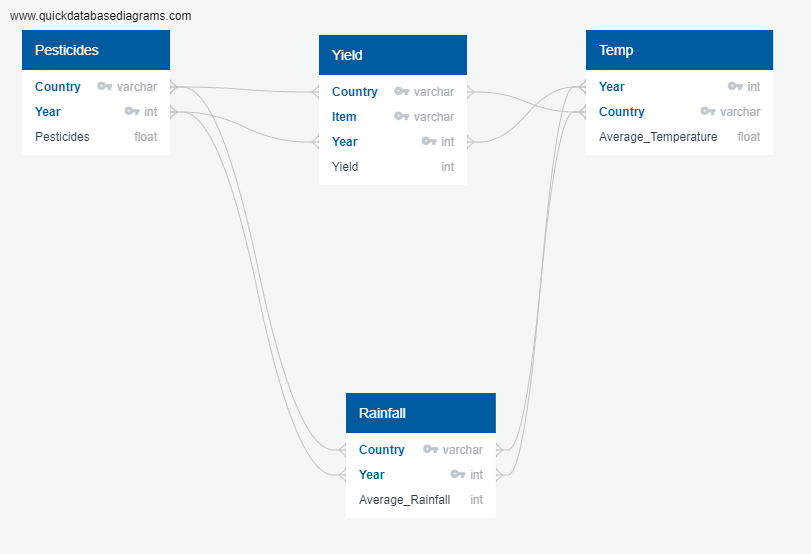 www.quickdatabasediagrams.com
Pesticides
Country varchar
Year int
Pesticides float
Yield
Country varchar
Item varchar
Year int
Yield int
Temp
Year int
Country varchar
Average_Temperature float
Rainfall
Country varchar
Year int
Average_Rainfall int